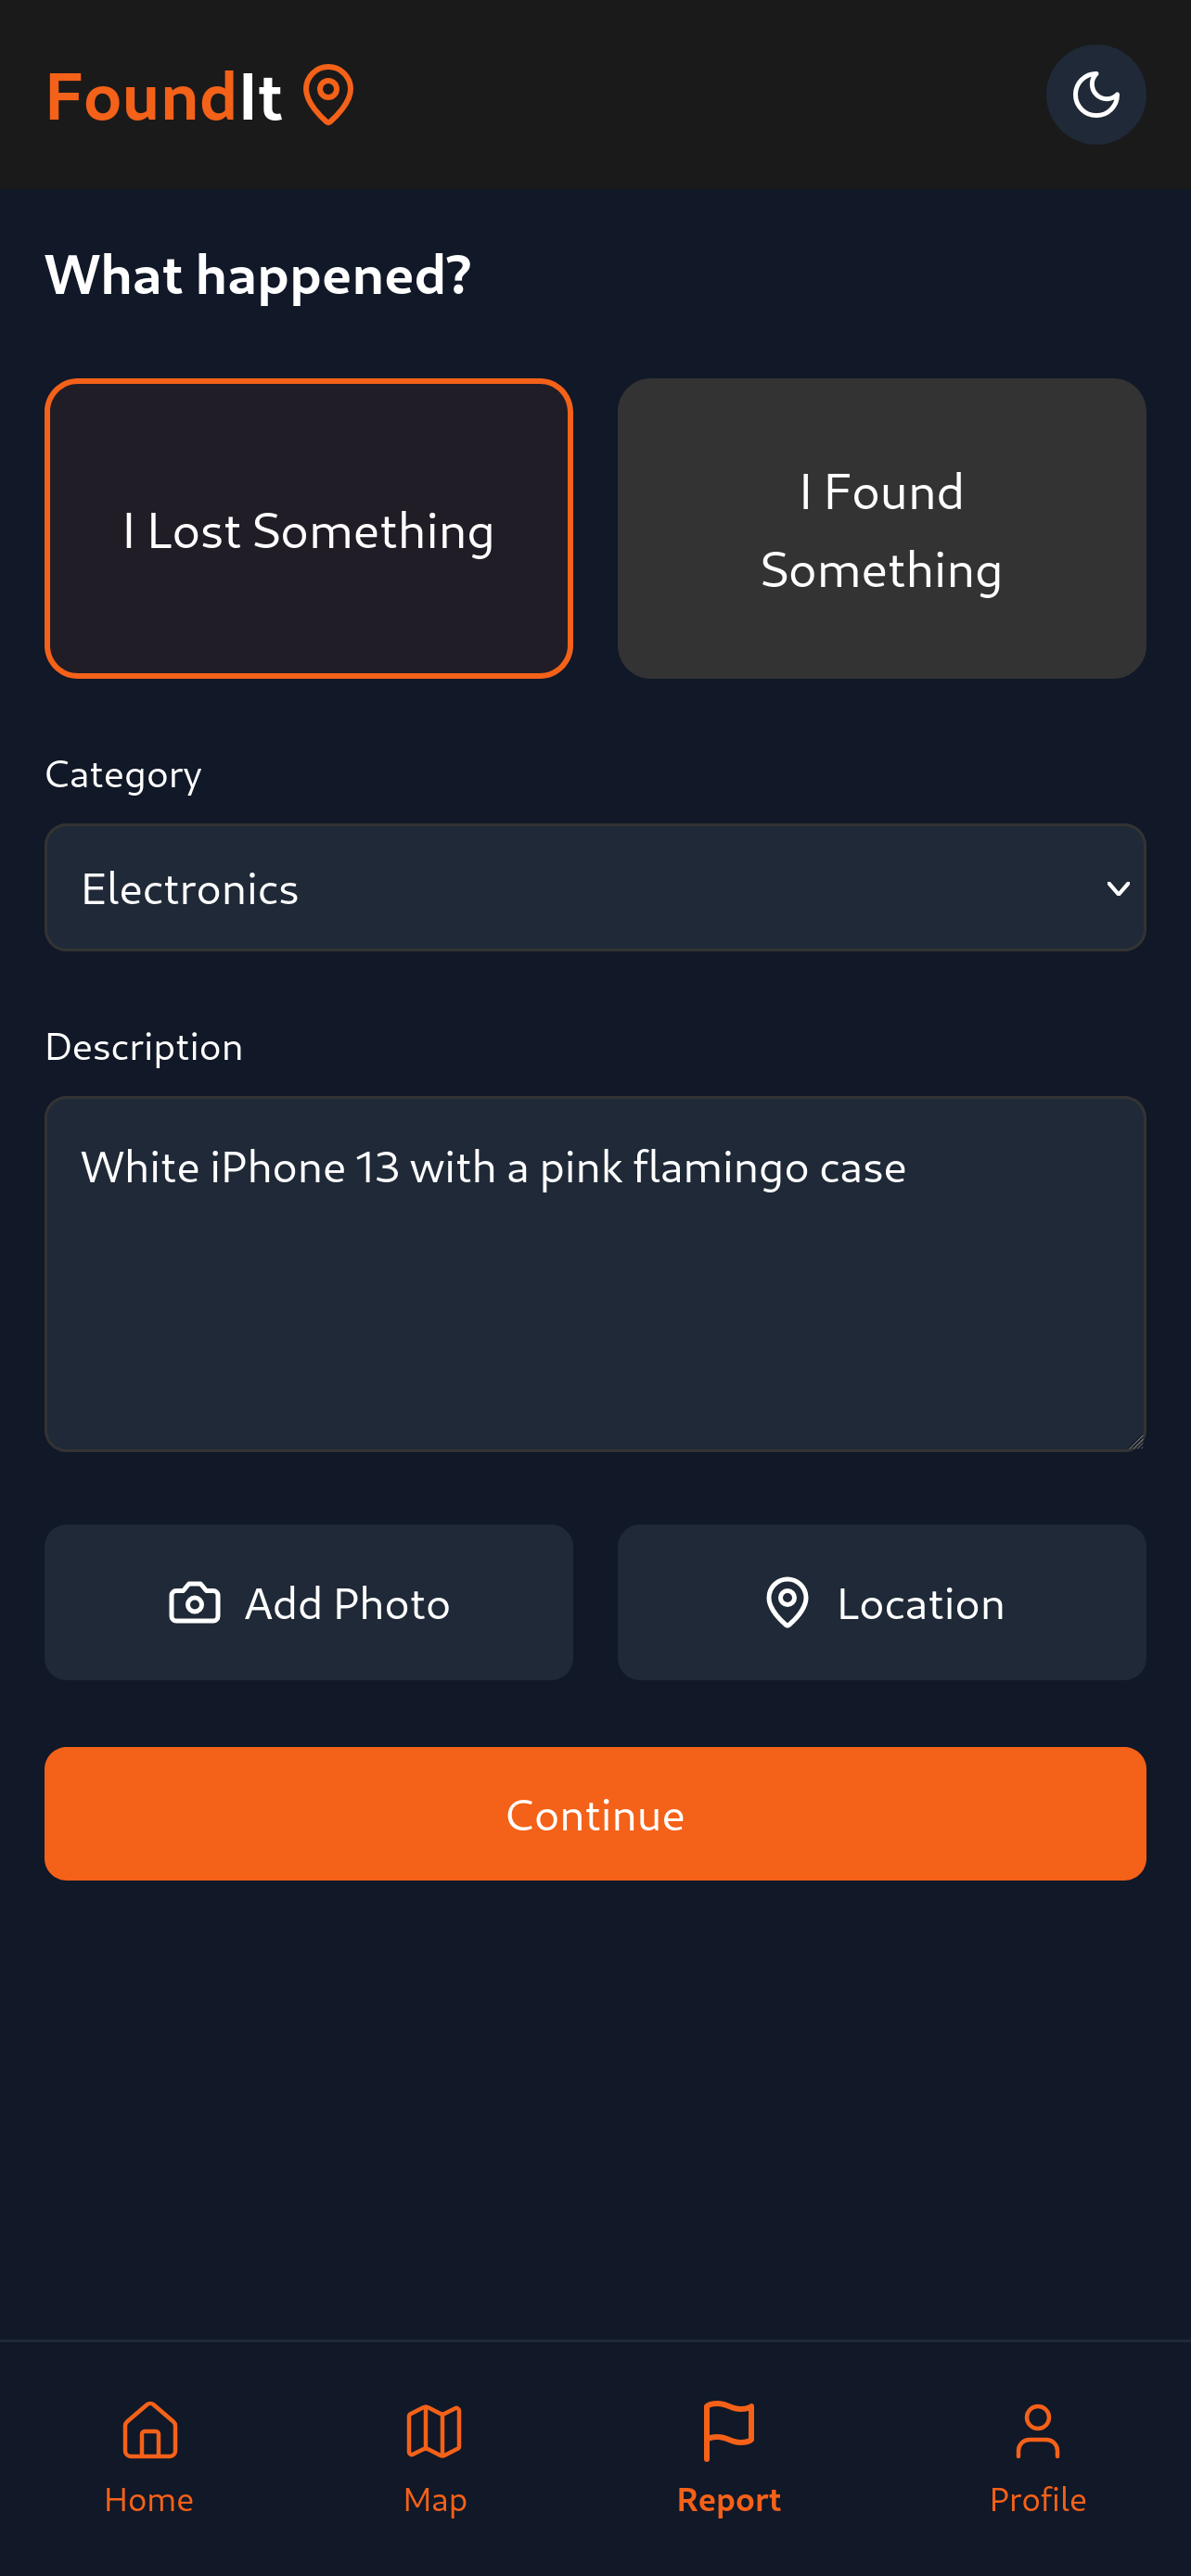 FoundIt
What happened?
I Lost Something
I Found
Something
Category
Electronics
Description
White iPhone 13 with a pink flamingo case
Add Photo
Location
Continue
Home
Map
Report
Profile